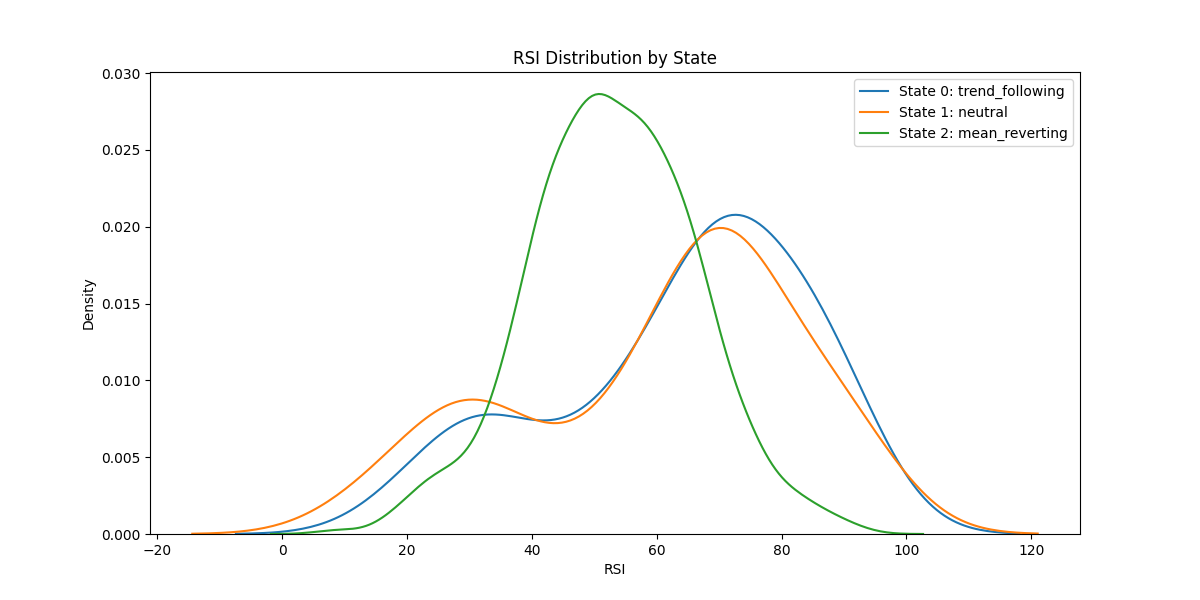 RSI Distribution by State
State 0: trend_following
State 1: neutral
State 2: mean_reverting
Density
0.030
0.025
0.020
0.015
0.010
0.005
0.000
−20 0 20 40 60 80 100 120
RSI